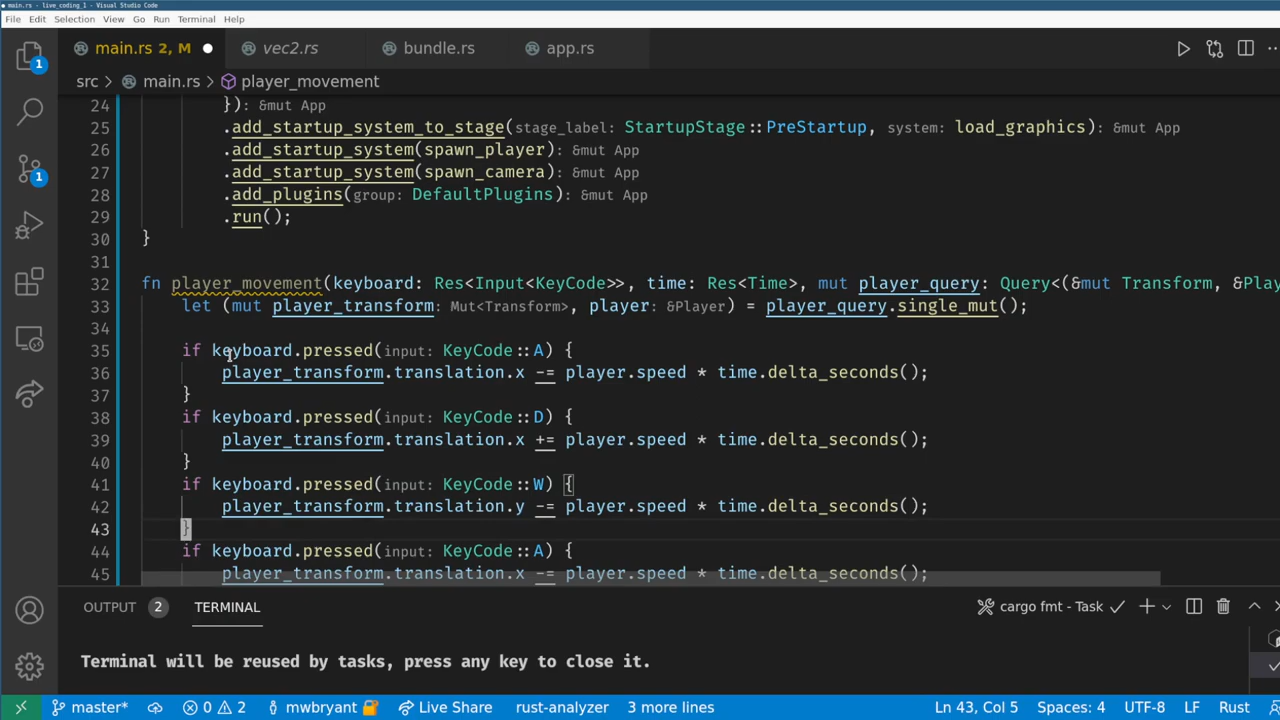 main.rs - live_coding_1 - Visual Studio Code
File Edit Selection View Go Run Terminal Help
main.rs 2, M vec2.rs bundle.rs app.rs
src > main.rs > player_movement
24 }): &mut App
25 .add_startup_system_to_stage(stage_label: StartupStage::PreStartup, system: load_graphics): &mut App
26 .add_startup_system(spawn_player): &mut App
27 .add_startup_system(spawn_camera): &mut App
28 .add_plugins(group: DefaultPlugins): &mut App
29 .run();
30 }
31
32 fn player_movement(keyboard: Res<Input<KeyCode>>, time: Res<Time>, mut player_query: Query<(&mut Transform, &Play
33 let (mut player_transform: Mut<Transform>, player: &Player) = player_query.single_mut();
34
35 if keyboard.pressed(input: KeyCode::A) {
36 player_transform.translation.x -= player.speed * time.delta_seconds();
37 }
38 if keyboard.pressed(input: KeyCode::D) {
39 player_transform.translation.x += player.speed * time.delta_seconds();
40 }
41 if keyboard.pressed(input: KeyCode::W) {
42 player_transform.translation.y -= player.speed * time.delta_seconds();
43 }
44 if keyboard.pressed(input: KeyCode::A) {
45 player_transform.translation.x -= player.speed * time.delta_seconds();
1
1
OUTPUT 2 TERMINAL cargo fmt - Task
Terminal will be reused by tasks, press any key to close it.
master* 0 2 mwbryant Live Share rust-analyzer 3 more lines Ln 43, Col 5 Spaces: 4 UTF-8 LF Rust